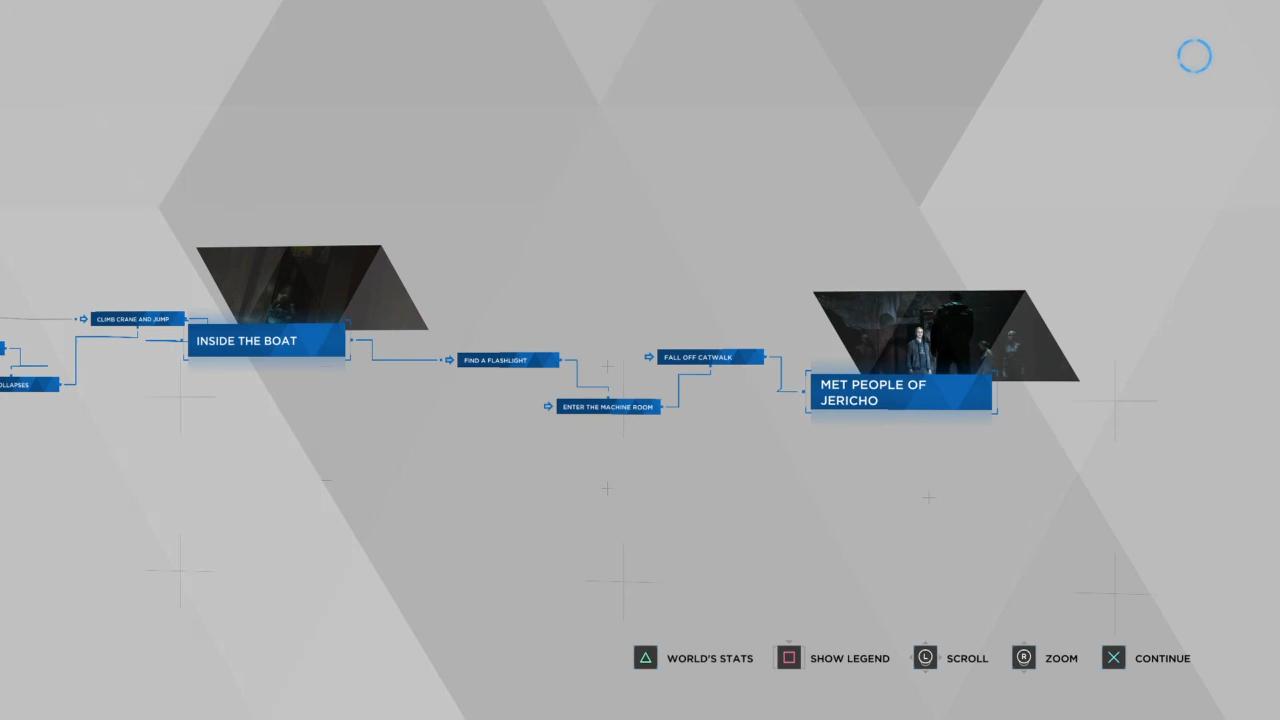 CLIMB CRANE AND JUMP
INSIDE THE BOAT
OLLAPSES
FIND A FLASHLIGHT
ENTER THE MACHINE ROOM
FALL OFF CATWALK
MET PEOPLE OF
JERICHO
WORLD'S STATS
SHOW LEGEND
L
SCROLL
R
ZOOM
CONTINUE